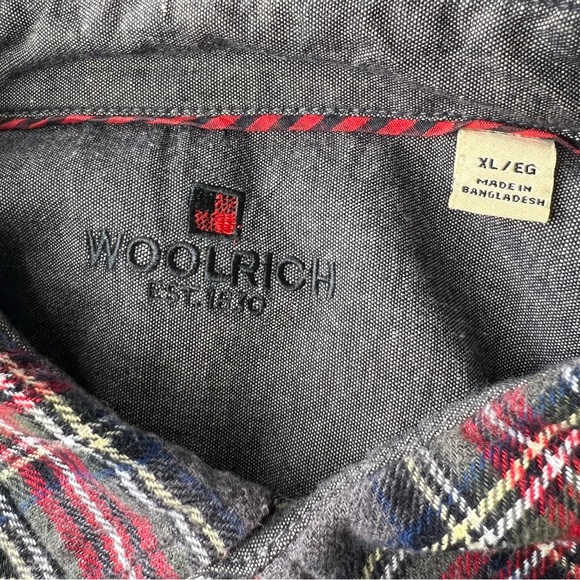 XL/EG
MADE IN
BANGLADESH
WOOLRICH
EST. 1830